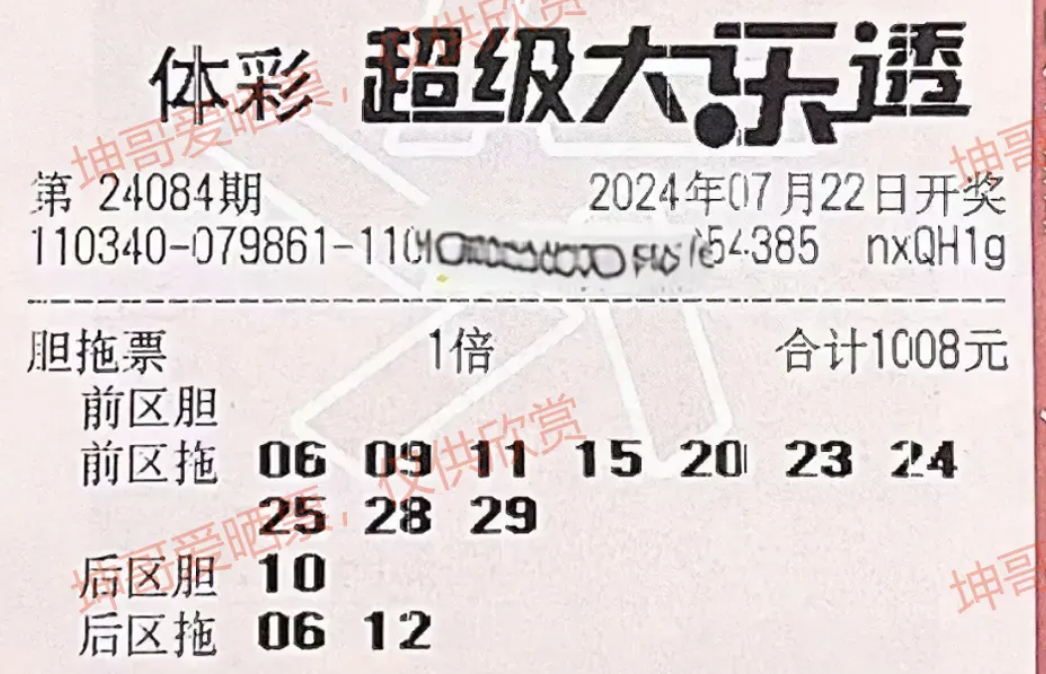 体彩 超级大乐透
第 24084期 2024年07月22日开奖
110340-079861-110 54385 nxQH1g
胆拖票 1倍 合计1008元
前区胆
前区拖 06 09 11 15 20 23 24
25 28 29
后区胆 10
后区拖 06 12
坤哥爱晒票,仅供欣赏
坤哥爱晒票,仅供欣赏
坤哥
坤哥